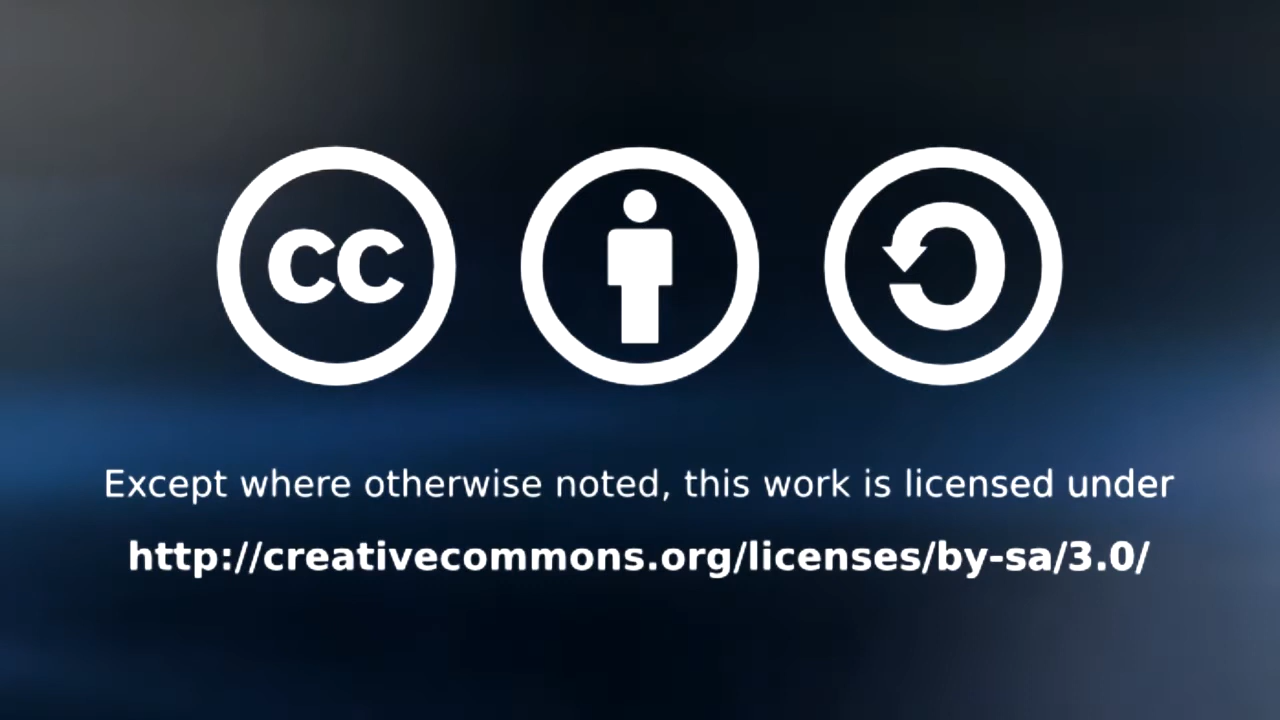 cc
Except where otherwise noted, this work is licensed under
http://creativecommons.org/licenses/by-sa/3.0/